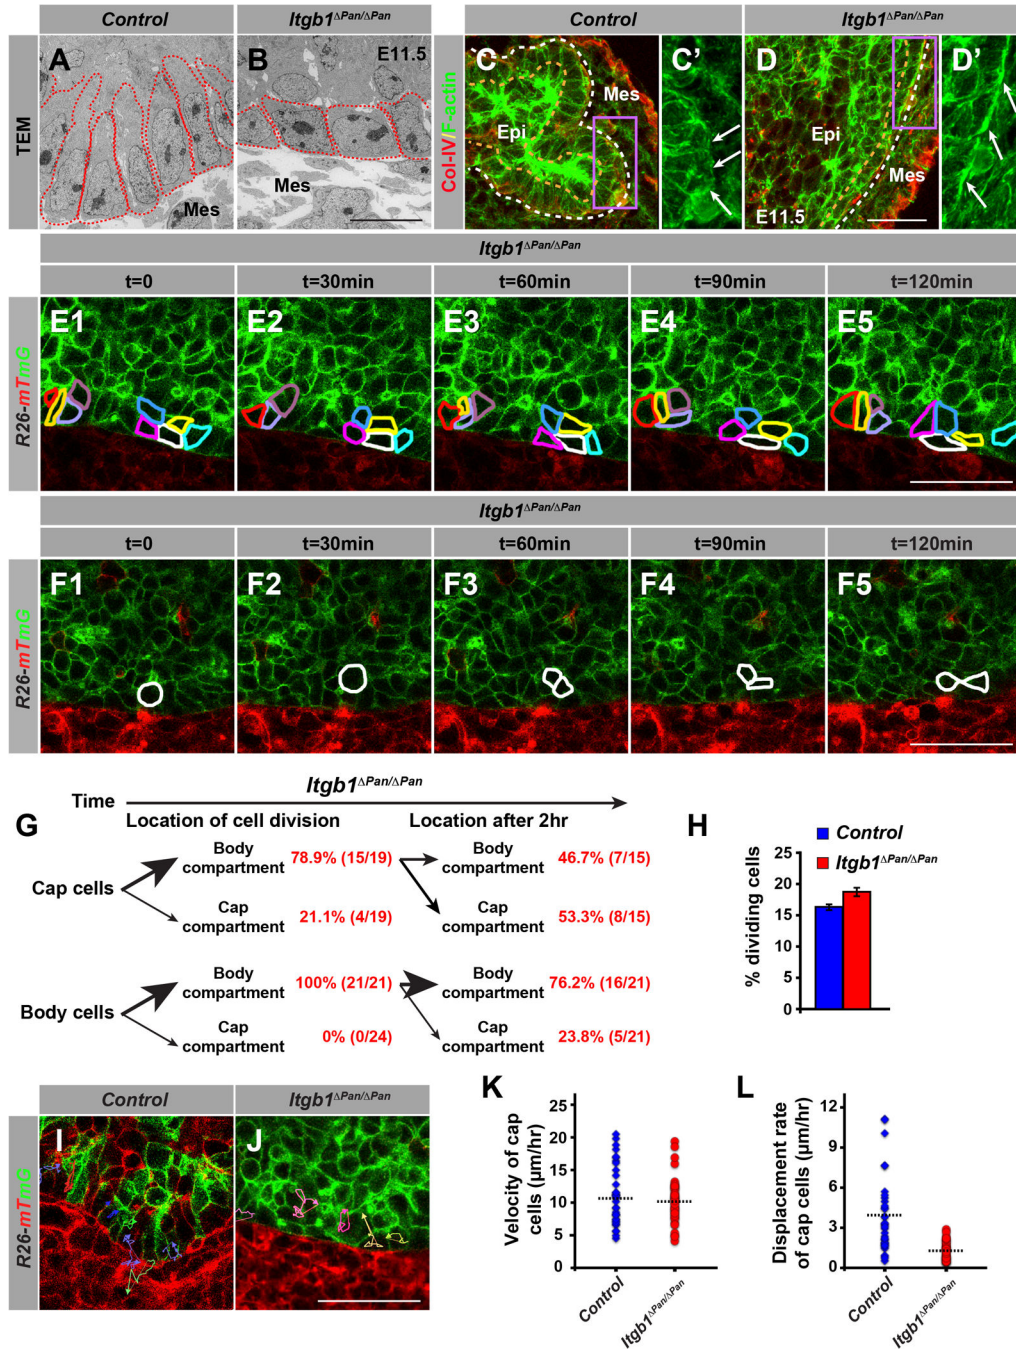 Control
Itgb1ΔPan/ΔPan
Control
Itgb1ΔPan/ΔPan
TEM
A
B
E11.5
Mes
Mes
Col-IV/F-actin
C
Epi
Mes
C'
D
Epi
Mes
E11.5
D'
Itgb1ΔPan/ΔPan
t=0
t=30min
t=60min
t=90min
t=120min
R26-mTmG
E1
E2
E3
E4
E5
Itgb1ΔPan/ΔPan
t=0
t=30min
t=60min
t=90min
t=120min
R26-mTmG
F1
F2
F3
F4
F5
G
Itgb1ΔPan/ΔPan
Time
Location of cell division
Location after 2hr
Cap cells
Body compartment
78.9% (15/19)
Body compartment
46.7% (7/15)
Cap compartment
21.1% (4/19)
Cap compartment
53.3% (8/15)
Body cells
Body compartment
100% (21/21)
Body compartment
76.2% (16/21)
Cap compartment
0% (0/24)
Cap compartment
23.8% (5/21)
H
Control
Itgb1ΔPan/ΔPan
% dividing cells
25
20
15
10
5
0
Control
Itgb1ΔPan/ΔPan
R26-mTmG
I
J
K
Velocity of cap cells (µm/hr)
25
20
15
10
5
0
Control
Itgb1ΔPan/ΔPan
L
Displacement rate of cap cells (µm/hr)
12
9
6
3
0
Control
Itgb1ΔPan/ΔPan